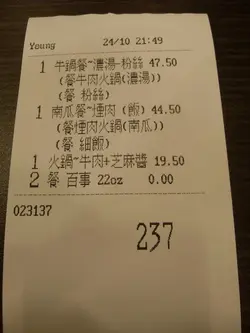 Young 24/10 21:49
1 牛鍋餐~濃湯-粉絲 47.50
(餐牛肉火鍋(濃湯))
(餐 粉絲)
1 南瓜餐~煙肉 (飯) 44.50
(餐煙肉火鍋(南瓜))
(餐 細飯)
1 火鍋~牛肉+芝麻醬 19.50
2 餐 百事 22oz 0.00
023137
237